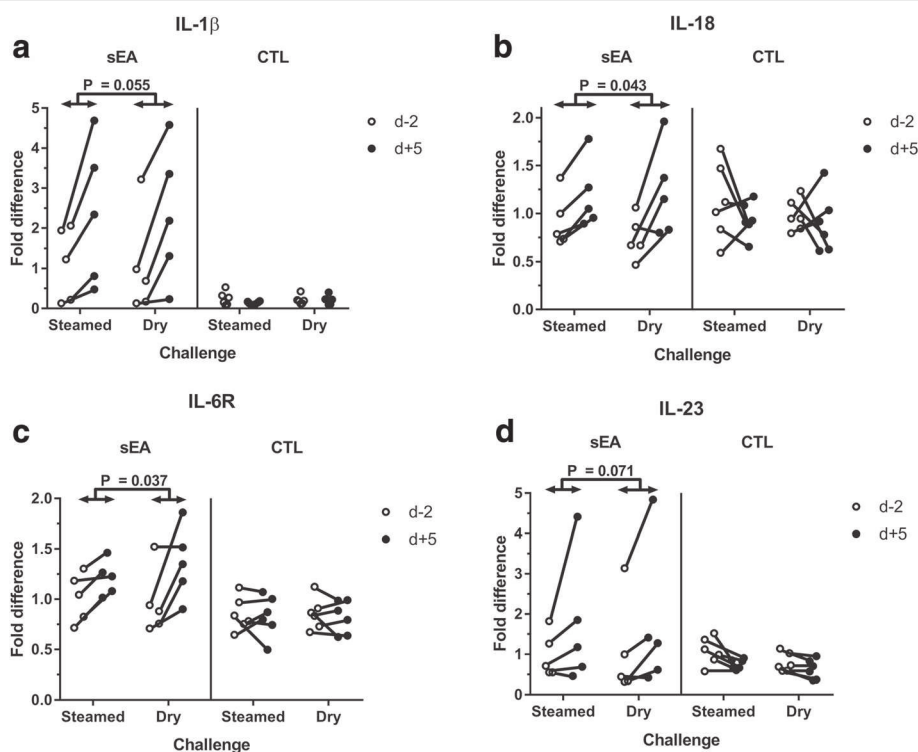 IL-1β
a
sEA CTL
P = 0.055
d-2
d+5
Fold difference
5
4
3
2
1
0
Steamed Dry Steamed Dry
Challenge
IL-18
b
sEA CTL
P = 0.043
d-2
d+5
Fold difference
2.0
1.5
1.0
0.5
0.0
Steamed Dry Steamed Dry
Challenge
IL-6R
c
sEA CTL
P = 0.037
d-2
d+5
Fold difference
2.0
1.5
1.0
0.5
0.0
Steamed Dry Steamed Dry
Challenge
IL-23
d
sEA CTL
P = 0.071
d-2
d+5
Fold difference
5
4
3
2
1
0
Steamed Dry Steamed Dry
Challenge